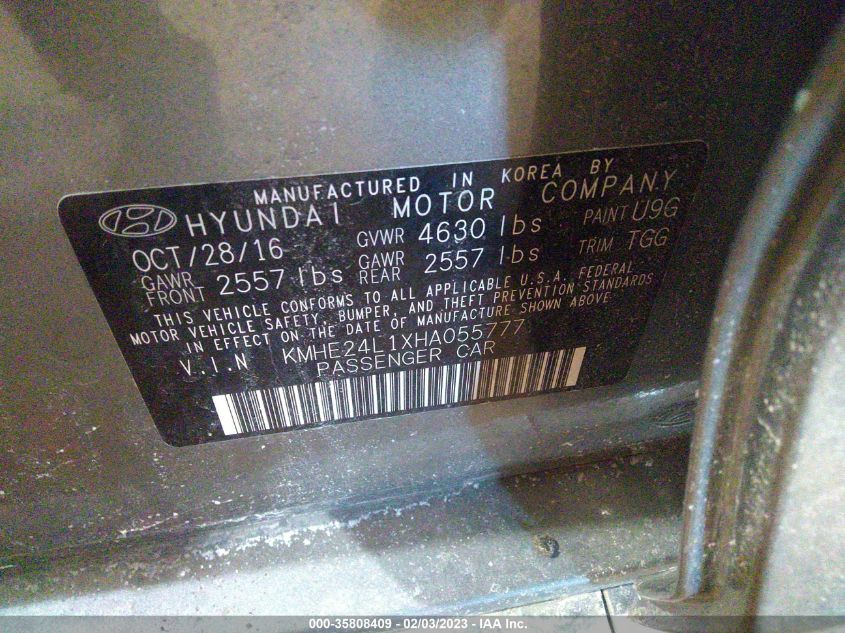 MANUFACTURED IN KOREA BY
HYUNDAI MOTOR COMPANY
OCT/28/16 GVWR 4630 lbs PAINT U9G
GAWR FRONT 2557 lbs GAWR REAR 2557 lbs TRIM TGG
THIS VEHICLE CONFORMS TO ALL APPLICABLE U.S.A. FEDERAL
MOTOR VEHICLE SAFETY, BUMPER, AND THEFT PREVENTION STANDARDS
IN EFFECT ON THE DATE OF MANUFACTURE SHOWN ABOVE
V.I.N KMHE24L1XHA055777
PASSENGER CAR
000-35808409 — 02/03/2023 — IAA Inc.